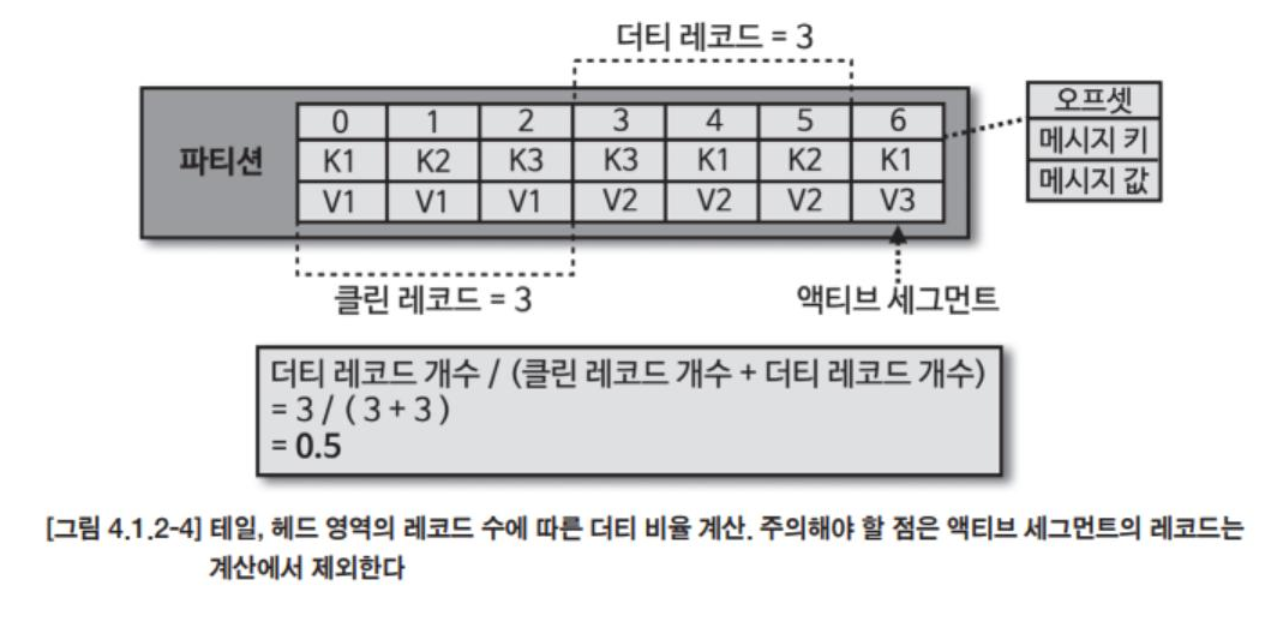 더티 레코드 = 3
파티션
0 1 2 3 4 5 6
K1 K2 K3 K3 K1 K2 K1
V1 V1 V1 V2 V2 V2 V3
오프셋
메시지 키
메시지 값
클린 레코드 = 3
액티브 세그먼트
더티 레코드 개수 / (클린 레코드 개수 + 더티 레코드 개수)
= 3 / ( 3 + 3 )
= 0.5
[그림 4.1.2-4] 테일, 헤드 영역의 레코드 수에 따른 더티 비율 계산. 주의해야 할 점은 액티브 세그먼트의 레코드는
계산에서 제외한다